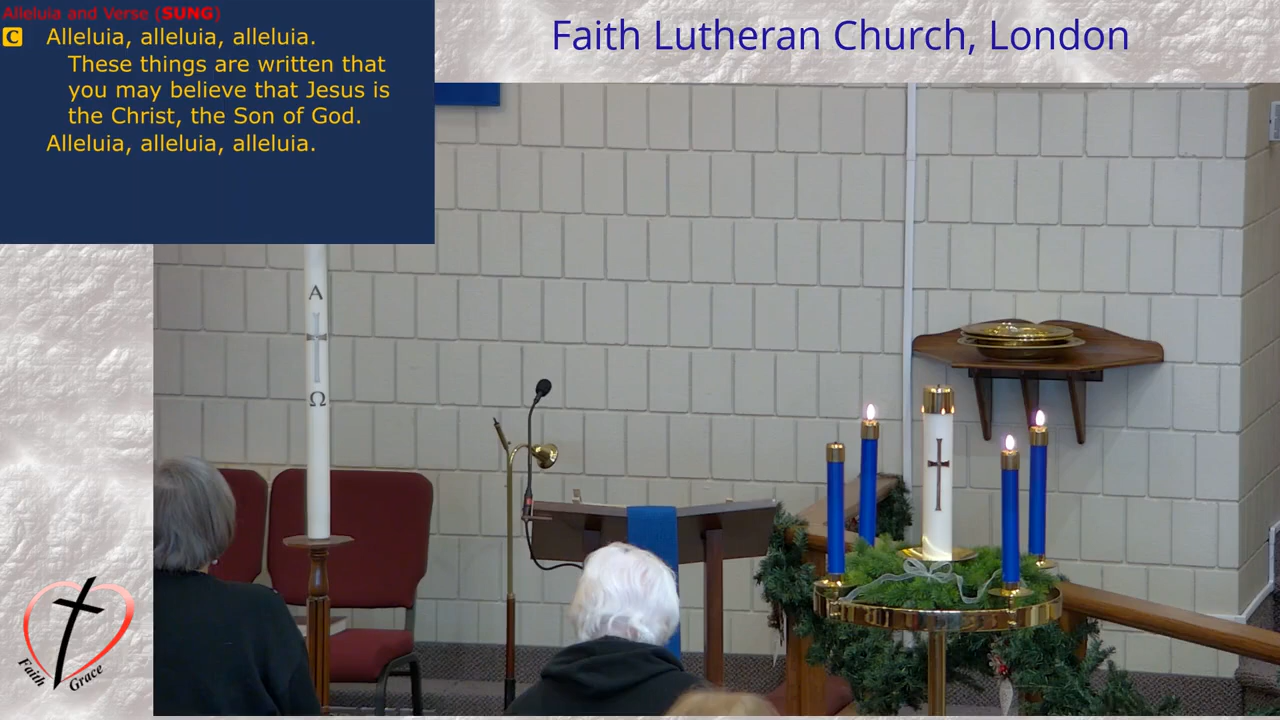 Alleluia and Verse (SUNG)
C Alleluia, alleluia, alleluia.
These things are written that
you may believe that Jesus is
the Christ, the Son of God.
Alleluia, alleluia, alleluia.
Faith Lutheran Church, London
Α
Ω
Faith Grace